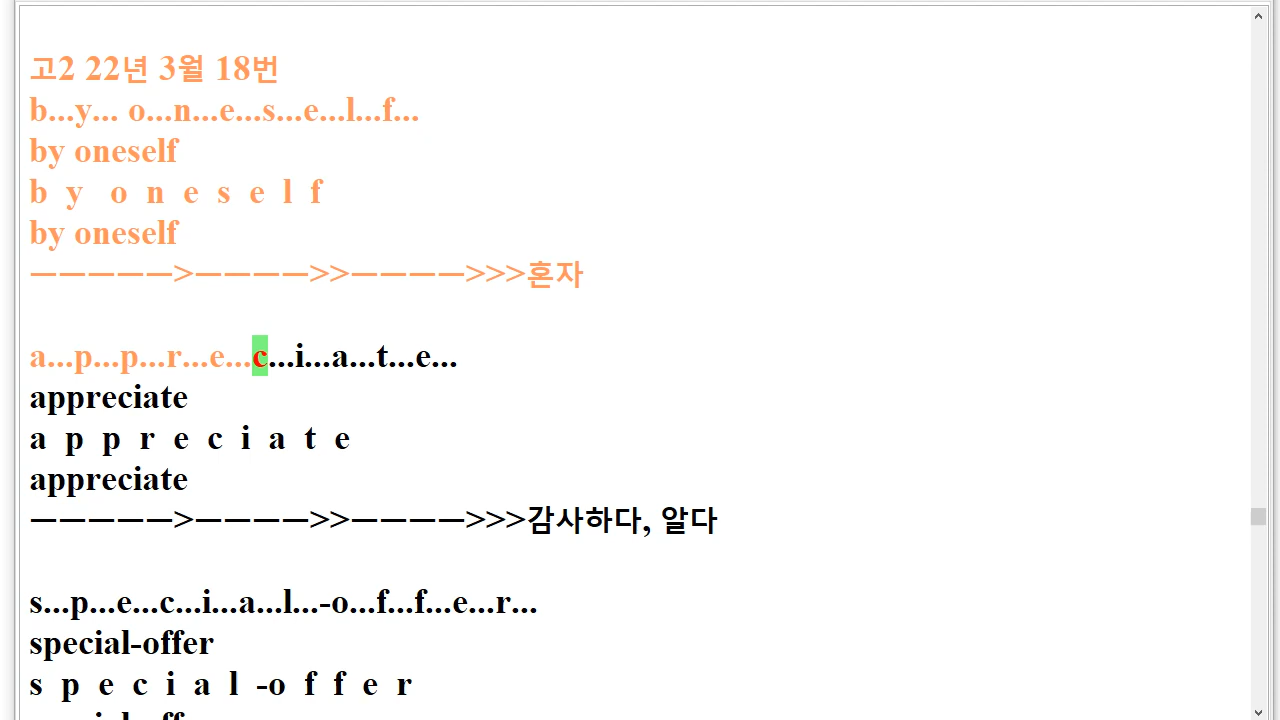 고2 22년 3월 18번
b...y... o...n...e...s...e...l...f...
by oneself
b y o n e s e l f
by oneself
—————>————>>————>>>혼자
a...p...p...r...e...c...i...a...t...e...
appreciate
a p p r e c i a t e
appreciate
—————>————>>————>>>감사하다, 알다
s...p...e...c...i...a...l...-o...f...f...e...r...
special-offer
s p e c i a l -o f f e r